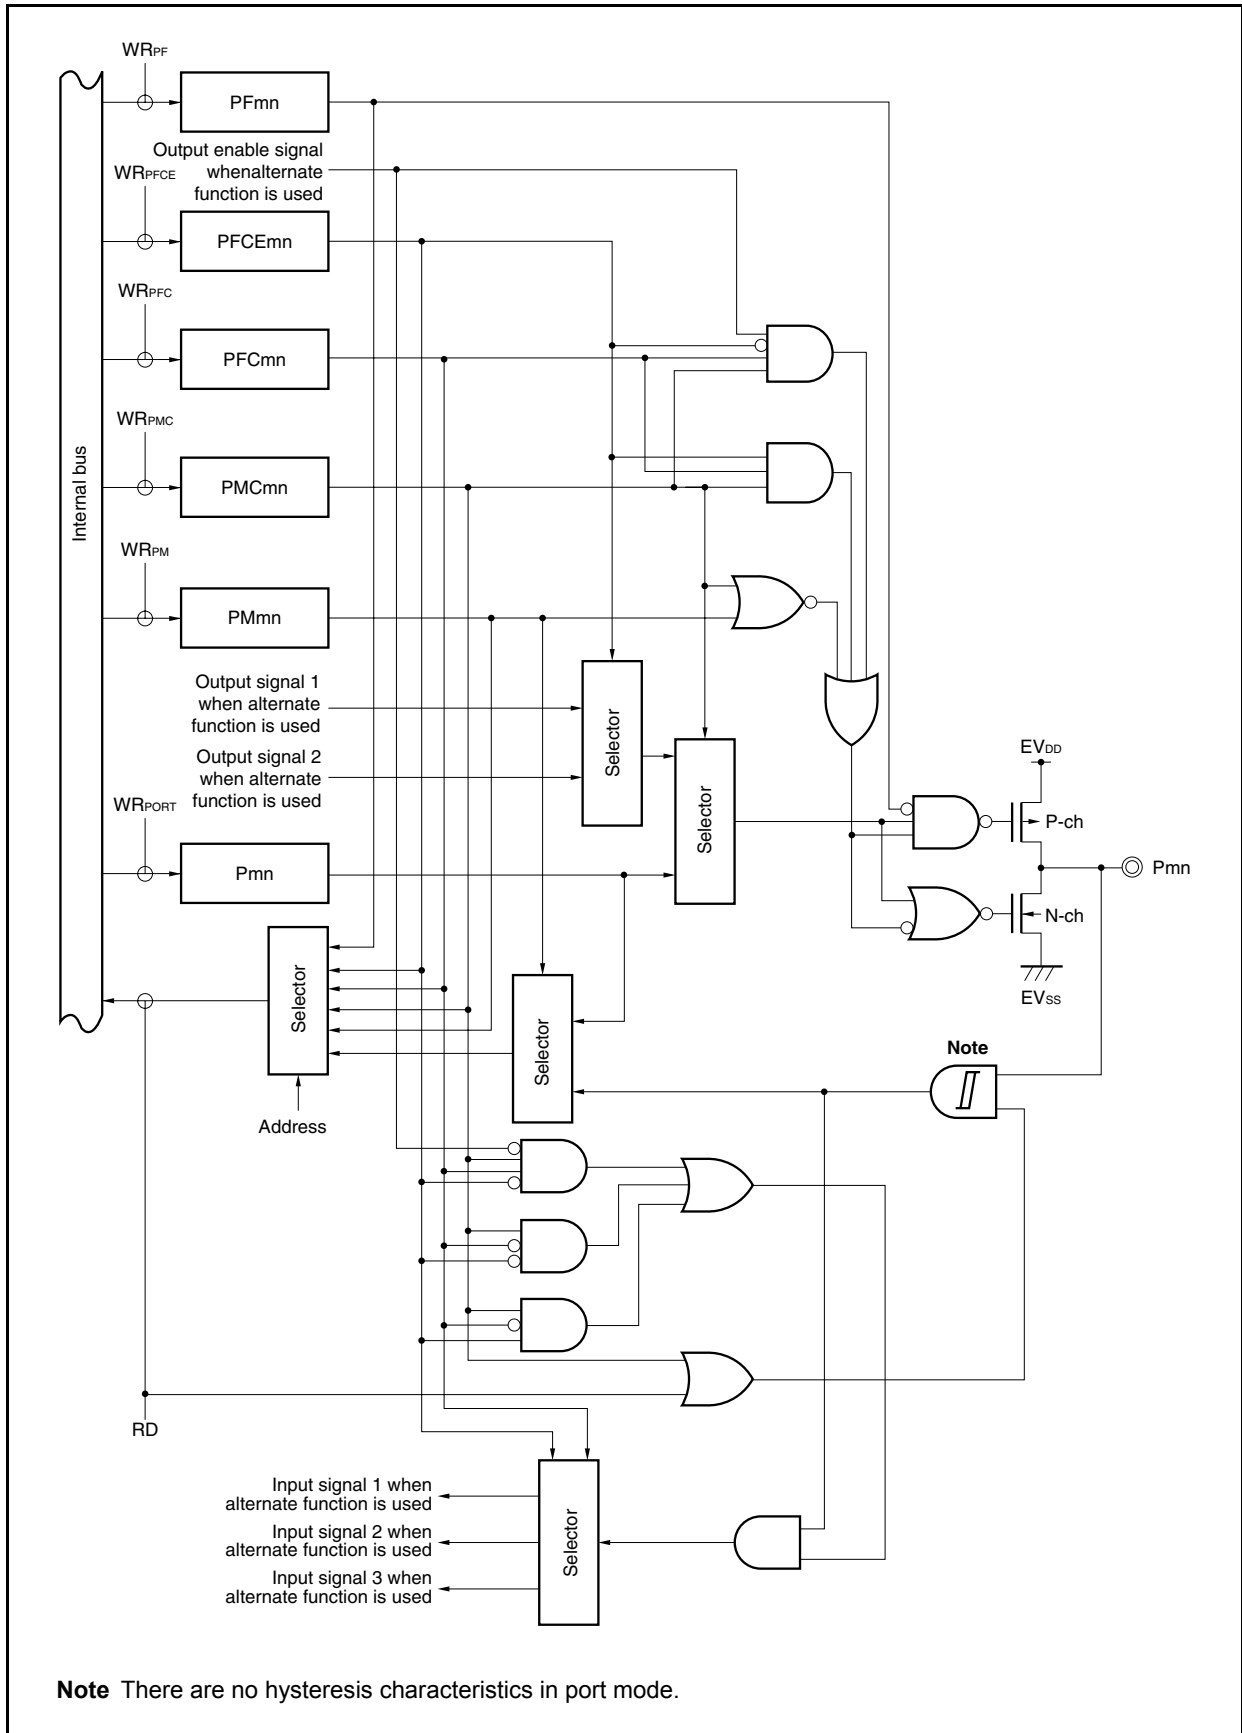 WRPF
PFmn
Output enable signal
whenalternate
function is used
WRPFCE
PFCEmn
WRPFC
PFCmn
WRPMC
PMCmn
Internal bus
WRPM
PMmn
Output signal 1
when alternate
function is used
Selector
Output signal 2
when alternate
function is used
Selector
EVDD
P-ch
WRPORT
Pmn
Pmn
N-ch
EVSS
Selector
Selector
Note
Address
RD
Input signal 1 when
alternate function is used
Input signal 2 when
alternate function is used
Input signal 3 when
alternate function is used
Selector
Note There are no hysteresis characteristics in port mode.